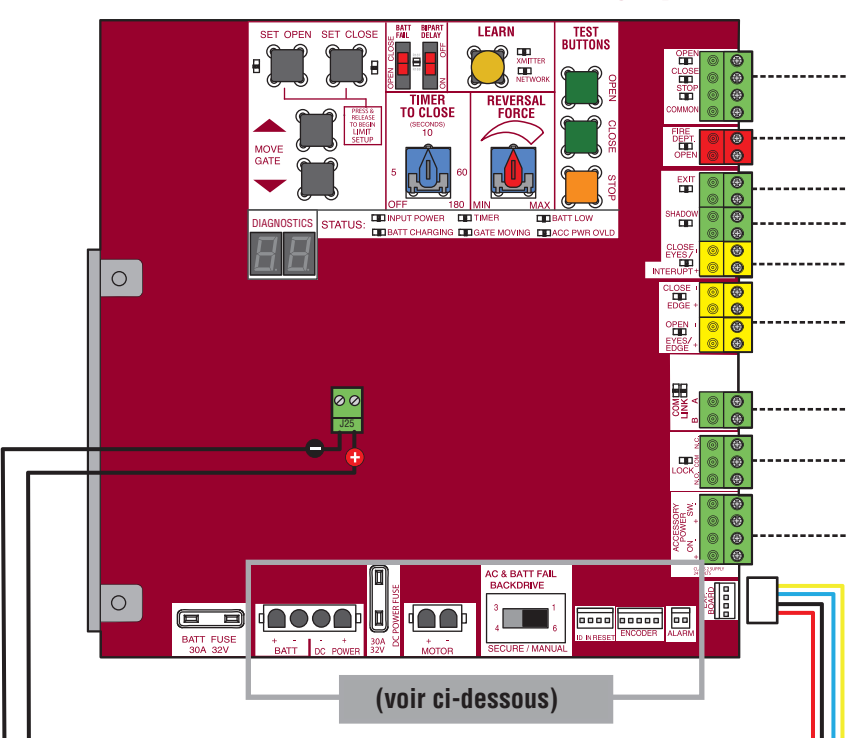 SET OPEN SET CLOSE
BATT FAIL
BIPART DELAY
OPEN CLOSE
ON OFF
LEARN
XMITTER
NETWORK
TEST BUTTONS
OPEN
CLOSE
STOP
PRESS & RELEASE TO BEGIN LIMIT SETUP
MOVE GATE
TIMER TO CLOSE
(SECONDS)
10
5 60
OFF 180
REVERSAL FORCE
MIN MAX
DIAGNOSTICS
STATUS:
INPUT POWER TIMER BATT LOW
BATT CHARGING GATE MOVING ACC PWR OVLD
OPEN
CLOSE
STOP
COMMON
FIRE DEPT.
OPEN
EXIT
SHADOW
CLOSE EYES/ -
INTERUPT +
CLOSE -
EDGE +
OPEN -
EYES/
EDGE +
COM LINK
A
B
LOCK
N.C.
COM
N.O.
ACCESSORY POWER
SW.
- +
ON
- +
J25
- +
BATT FUSE
30A 32V
+ - - +
BATT DC POWER
DC POWER FUSE
30A
32V
+ -
MOTOR
AC & BATT FAIL
BACKDRIVE
3 1
4 6
SECURE / MANUAL
ID IN RESET
ENCODER
ALARM
BOARD
(voir ci-dessous)